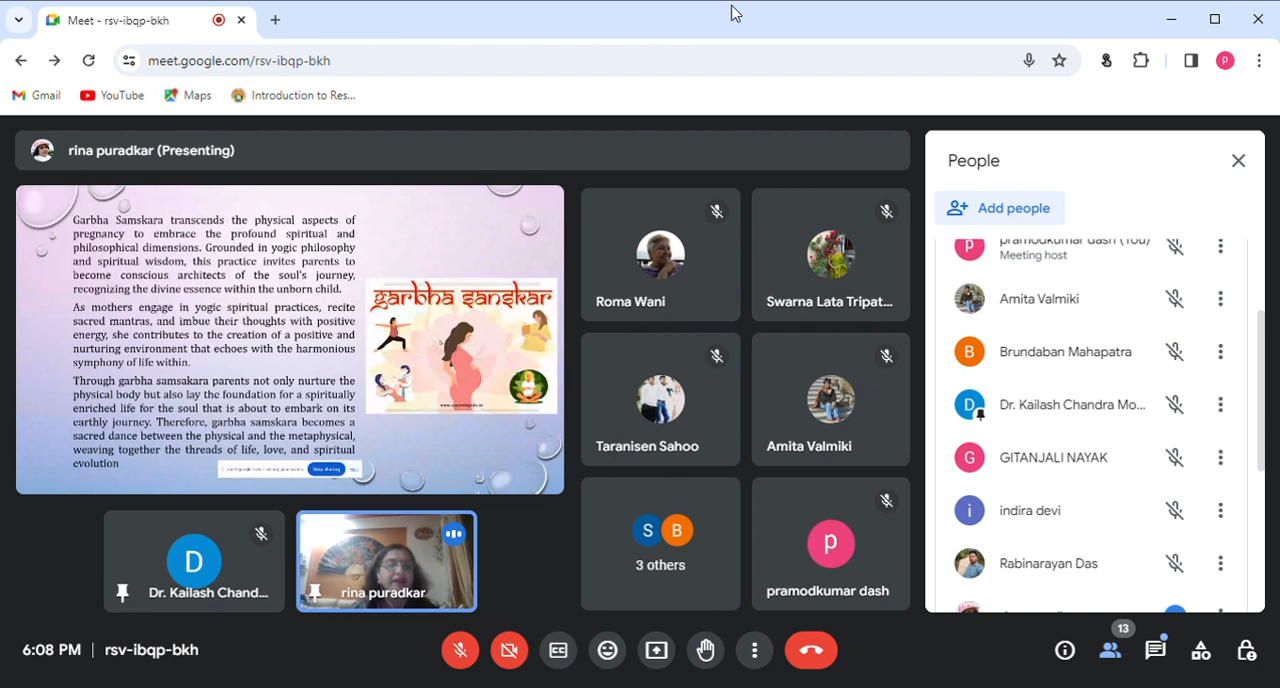 Meet - rsv-ibqp-bkh
meet.google.com/rsv-ibqp-bkh
P
Gmail
YouTube
Maps
Introduction to Res...
rina puradkar (Presenting)
Garbha Samskara transcends the physical aspects of
pregnancy to embrace the profound spiritual and
philosophical dimensions. Grounded in yogic philosophy
and spiritual wisdom, this practice invites parents to
become conscious architects of the soul's journey,
recognizing the divine essence within the unborn child.
As mothers engage in yogic spiritual practices, recite
sacred mantras, and imbue their thoughts with positive
energy, she contributes to the creation of a positive and
nurturing environment that echoes with the harmonious
symphony of life within.
Through garbha samsakara parents not only nurture the
physical body but also lay the foundation for a spiritually
enriched life for the soul that is about to embark on its
earthly journey. Therefore, garbha samskara becomes a
sacred dance between the physical and the metaphysical,
weaving together the threads of life, love, and spiritual
evolution
garbha sanskar
Stop sharing
Roma Wani
Swarna Lata Tripat...
Taranisen Sahoo
Amita Valmiki
S
B
3 others
p
pramodkumar dash
D
Dr. Kailash Chand...
rina puradkar
People
Add people
p
pramodkumar dash (You)
Meeting host
Amita Valmiki
B
Brundaban Mahapatra
D
Dr. Kailash Chandra Mo...
G
GITANJALI NAYAK
i
indira devi
Rabinarayan Das
6:08 PM
rsv-ibqp-bkh
13